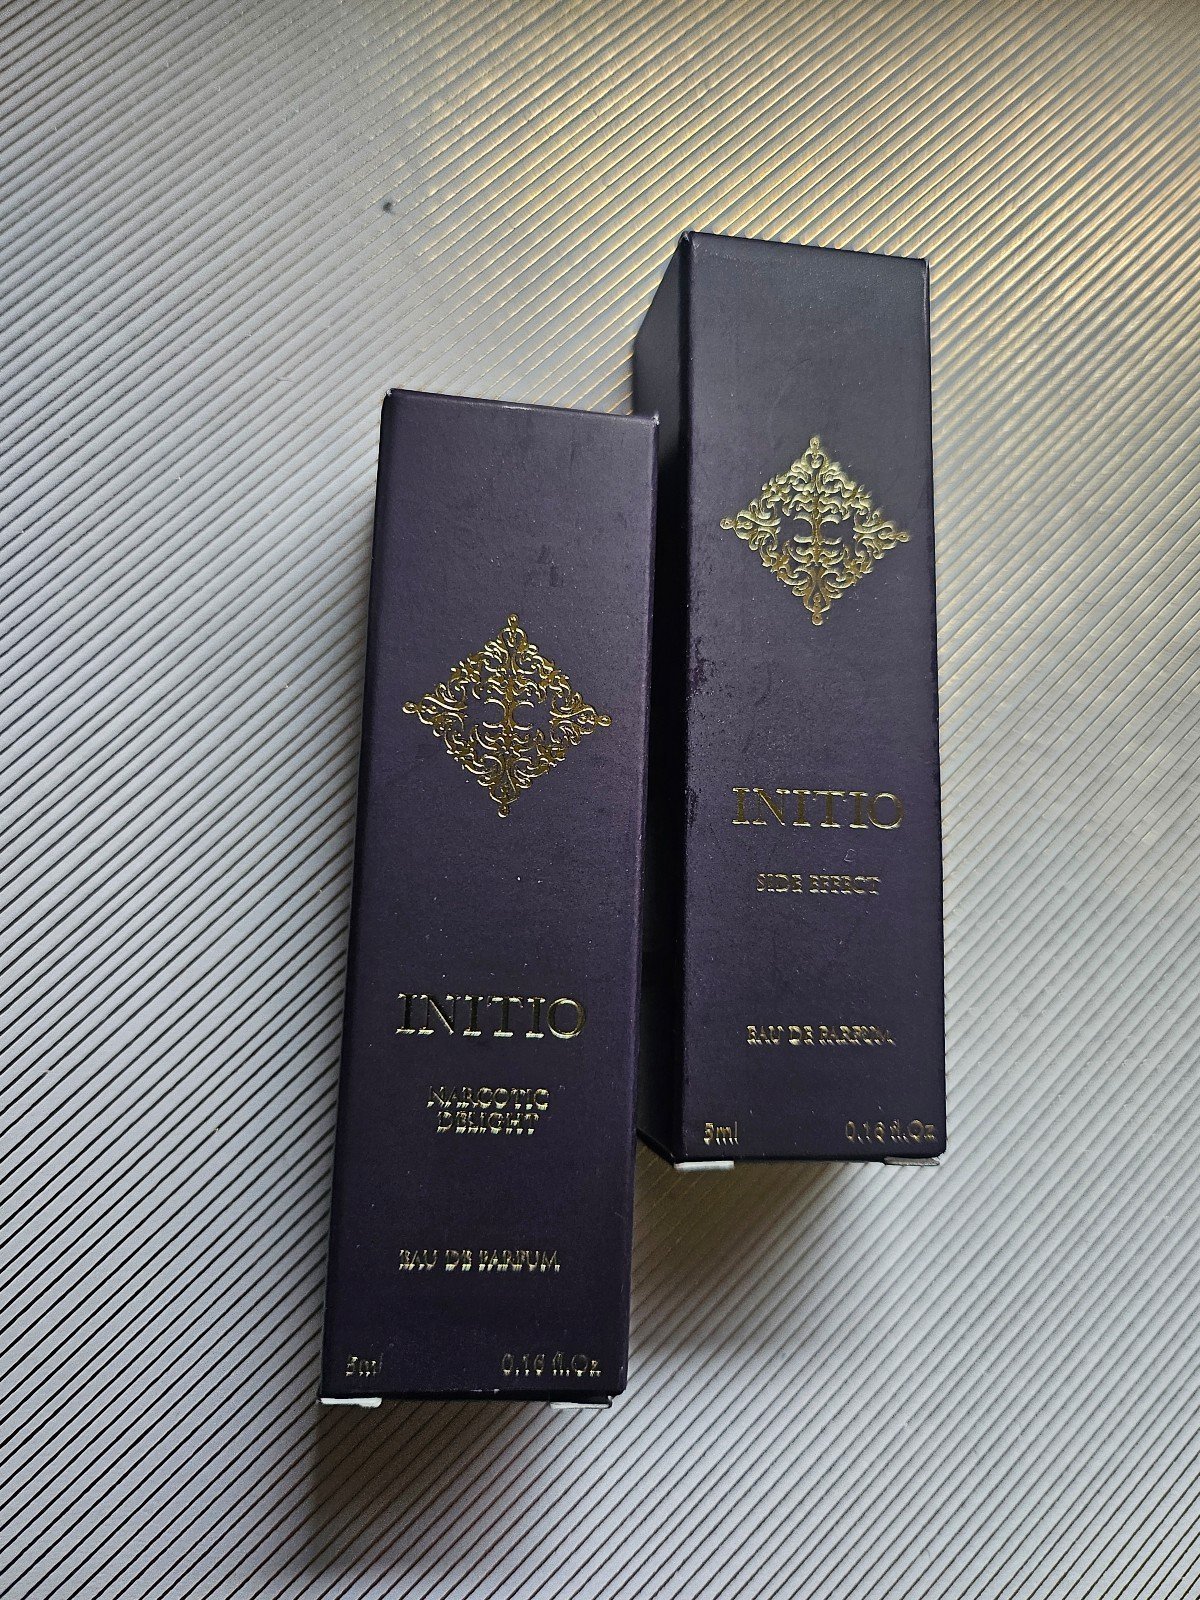 INITIO
NARCOTIC
DELIGHT
EAU DE PARFUM
5ml 0.16 fl.Oz
INITIO
SIDE EFFECT
EAU DE PARFUM
5ml 0.16 fl.Oz